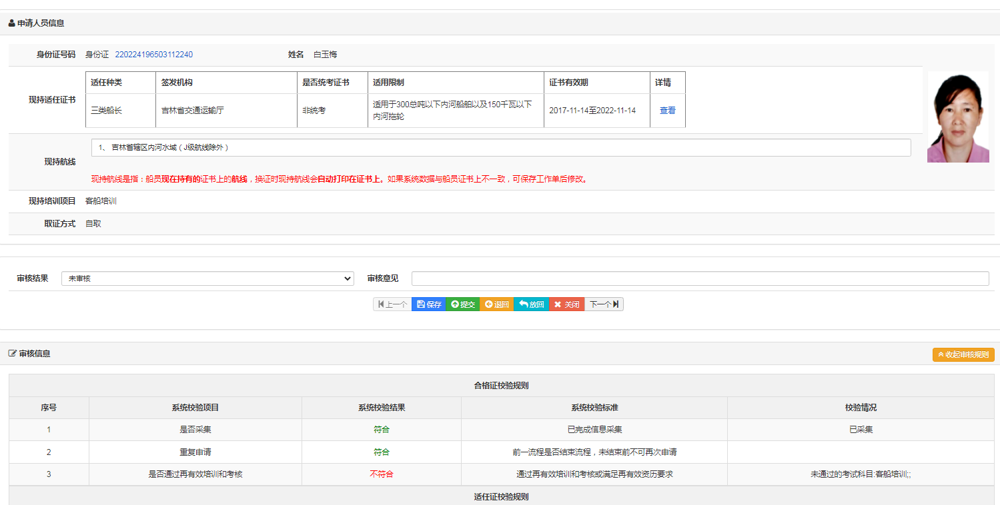 申请人员信息
身份证号码 身份证 220224196503112240 姓名 白玉梅
现持适任证书
适任种类 签发机构 是否统考证书 适用限制 证书有效期 详情
三类船长 吉林省交通运输厅 非统考 适用于300总吨以下内河船舶以及150千瓦以下 2017-11-14至2022-11-14 查看
内河拖轮
现持航线
1、 吉林省辖区内河水域（J级航线除外）
现持航线是指：船员现在持有的证书上的航线，换证时现持航线会自动打印在证书上。如果系统数据与船员证书上不一致，可保存工作单后修改。
现持培训项目 客船培训
取证方式 自取
审核结果 未审核 审核意见
上一个 保存 提交 退回 放回 关闭 下一个
审核信息 收起审核规则
合格证校验规则
序号 系统校验项目 系统校验结果 系统校验标准 校验情况
1 是否采集 符合 已完成信息采集 已采集
2 重复申请 符合 前一流程是否结束流程，未结束前不可再次申请
3 是否通过再有效培训和考核 不符合 通过再有效培训和考核或满足再有效资历要求 未通过的考试科目:客船培训;;
适任证校验规则